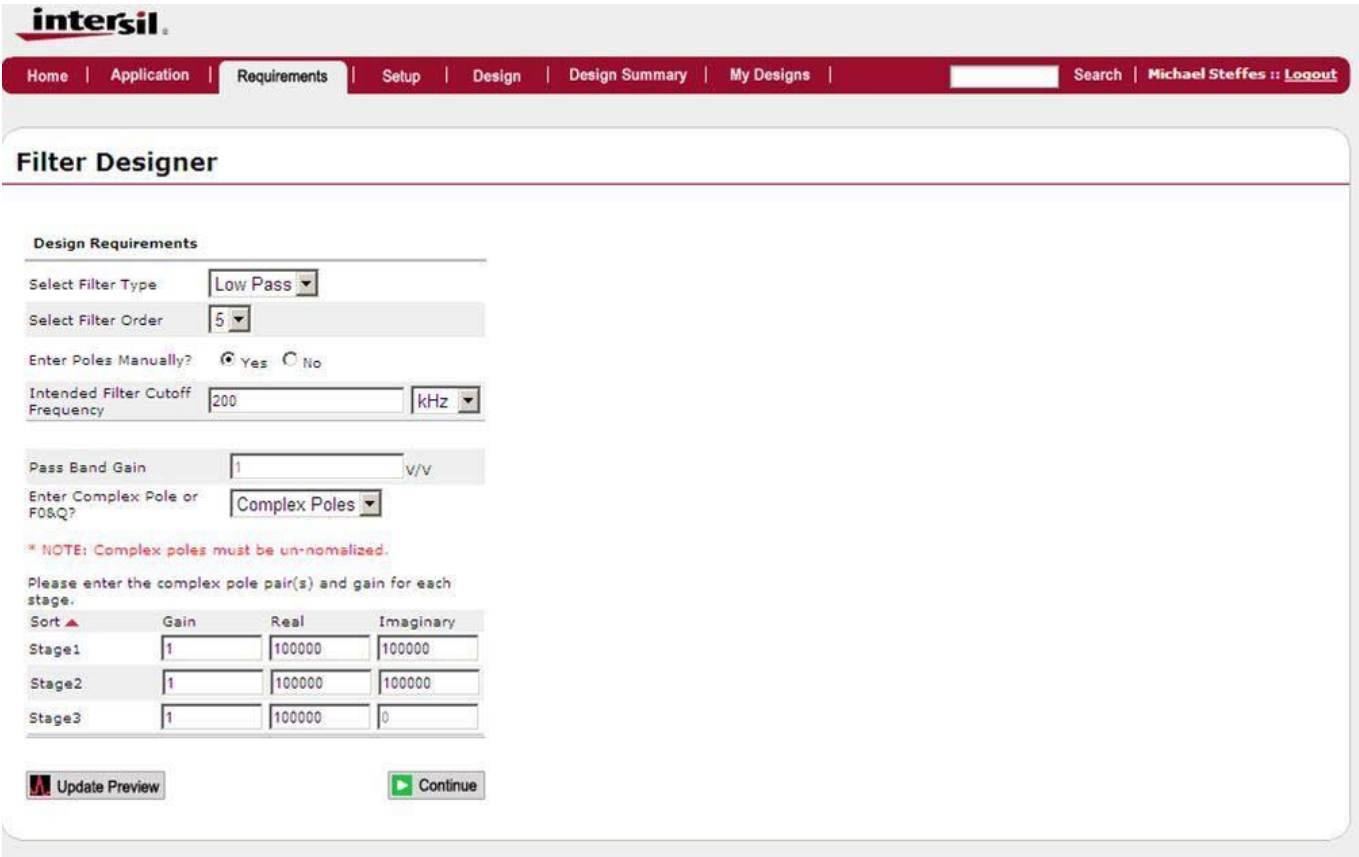 intersil
Home | Application | Requirements | Setup | Design | Design Summary | My Designs | Search | Michael Steffes :: Logout
Filter Designer
Design Requirements
Select Filter Type Low Pass
Select Filter Order 5
Enter Poles Manually? Yes No
Intended Filter Cutoff
Frequency 200 kHz
Pass Band Gain 1 V/V
Enter Complex Pole or
F0&Q? Complex Poles
* NOTE: Complex poles must be un-nomalized.
Please enter the complex pole pair(s) and gain for each
stage.
Sort Gain Real Imaginary
Stage1 1 100000 100000
Stage2 1 100000 100000
Stage3 1 100000 0
Update Preview Continue